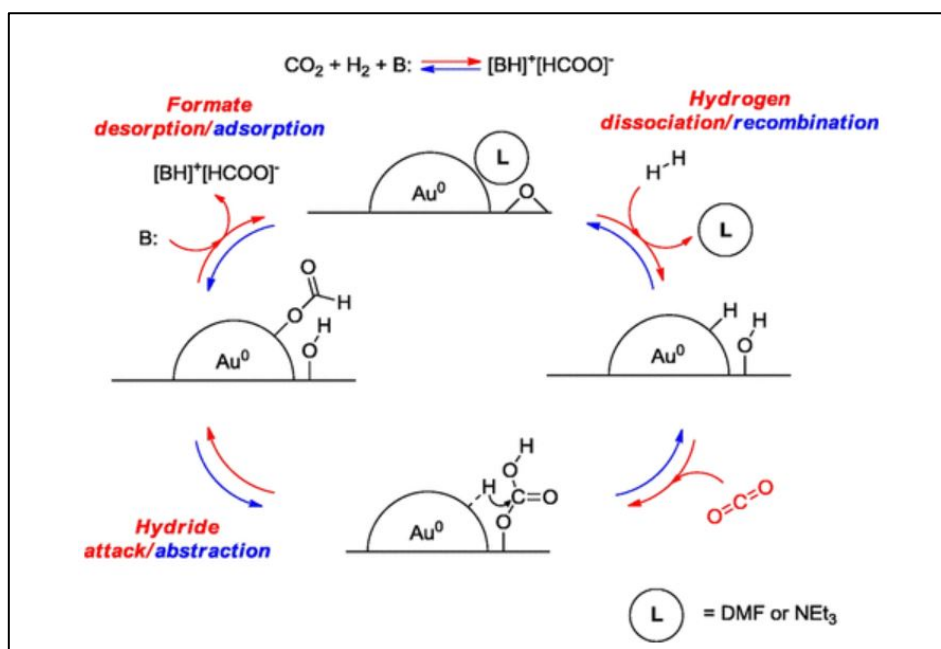 CO₂ + H₂ + B: ⇌ [BH]⁺[HCOO]⁻
Formate
desorption/adsorption
Hydrogen
dissociation/recombination
[BH]⁺[HCOO]⁻
B:
L
Au⁰
O
H-H
L
O
O
H
H
O
Au⁰
H
H
O
Au⁰
H
O
H
C=O
O
Au⁰
O=C=O
Hydride
attack/abstraction
L = DMF or NEt₃